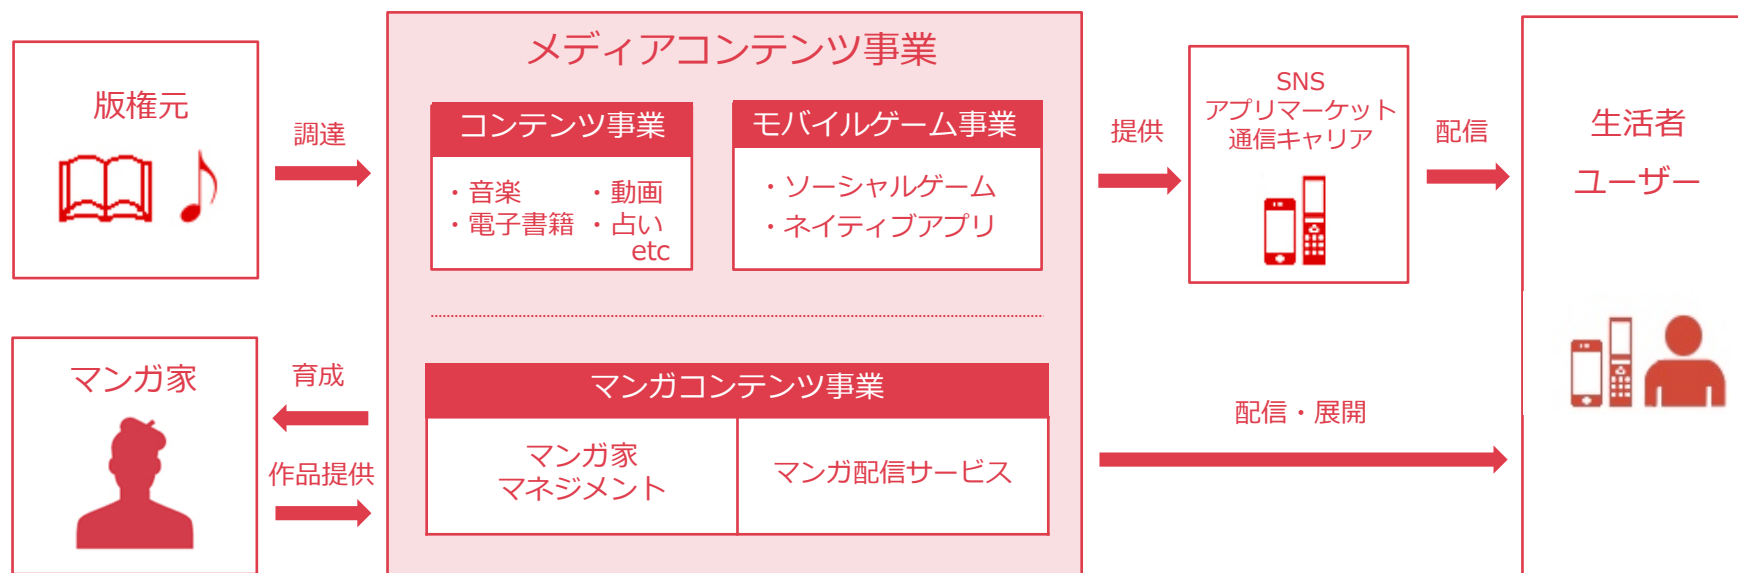 版権元
調達
メディアコンテンツ事業
コンテンツ事業
・音楽 ・動画
・電子書籍 ・占い
etc
モバイルゲーム事業
・ソーシャルゲーム
・ネイティブアプリ
提供
SNS
アプリマーケット
通信キャリア
配信
生活者
ユーザー
マンガ家
育成
作品提供
マンガコンテンツ事業
マンガ家
マネジメント
マンガ配信サービス
配信・展開